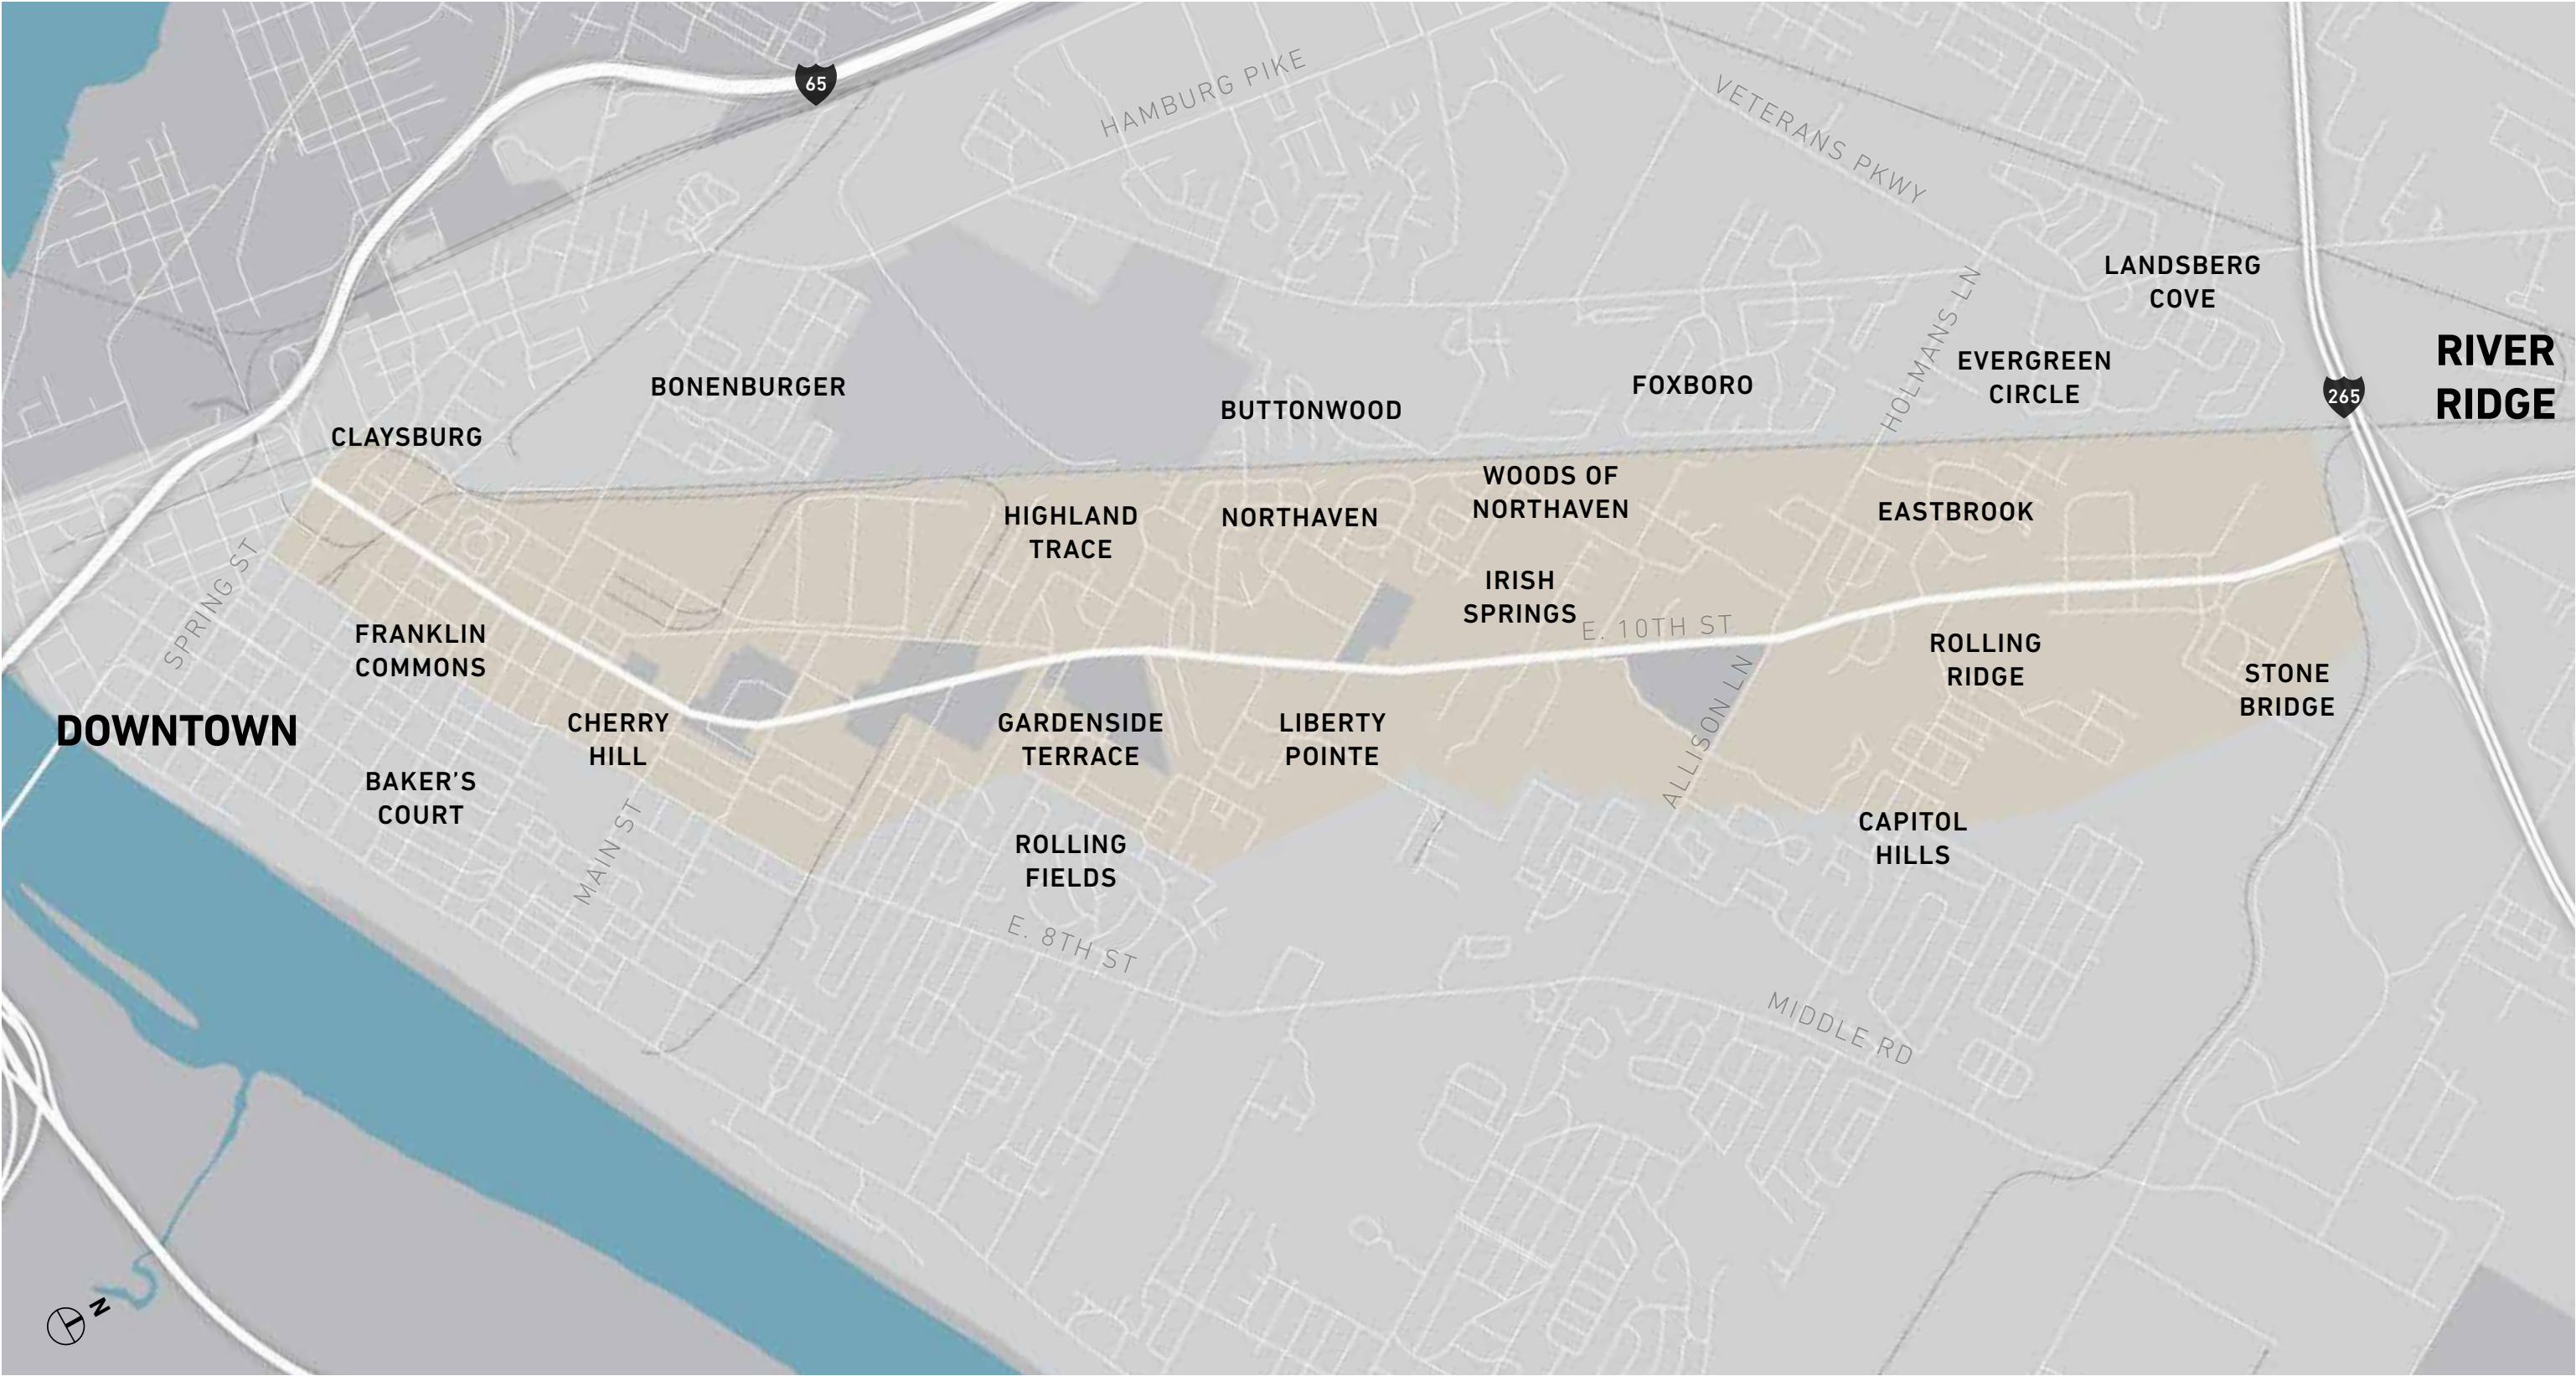 65
HAMBURG PIKE
VETERANS PKWY
LANDSBERG
COVE
HOLMANS LN
RIVER
RIDGE
EVERGREEN
CIRCLE
265
BONENBURGER
FOXBORO
BUTTONWOOD
CLAYSBURG
WOODS OF
NORTHAVEN
HIGHLAND
TRACE
NORTHAVEN
EASTBROOK
SPRING ST
IRISH
SPRINGS
E. 10TH ST
FRANKLIN
COMMONS
ROLLING
RIDGE
STONE
BRIDGE
DOWNTOWN
CHERRY
HILL
GARDENSIDE
TERRACE
LIBERTY
POINTE
ALLISON LN
BAKER’S
COURT
MAIN ST
ROLLING
FIELDS
CAPITOL
HILLS
E. 8TH ST
MIDDLE RD
N